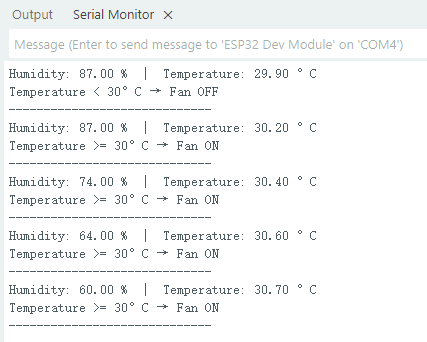 Output Serial Monitor ×
Message (Enter to send message to 'ESP32 Dev Module' on 'COM4')
Humidity: 87.00 % | Temperature: 29.90 ° C
Temperature < 30° C → Fan OFF
-----------------------------
Humidity: 87.00 % | Temperature: 30.20 ° C
Temperature >= 30° C → Fan ON
-----------------------------
Humidity: 74.00 % | Temperature: 30.40 ° C
Temperature >= 30° C → Fan ON
-----------------------------
Humidity: 64.00 % | Temperature: 30.60 ° C
Temperature >= 30° C → Fan ON
-----------------------------
Humidity: 60.00 % | Temperature: 30.70 ° C
Temperature >= 30° C → Fan ON
-----------------------------